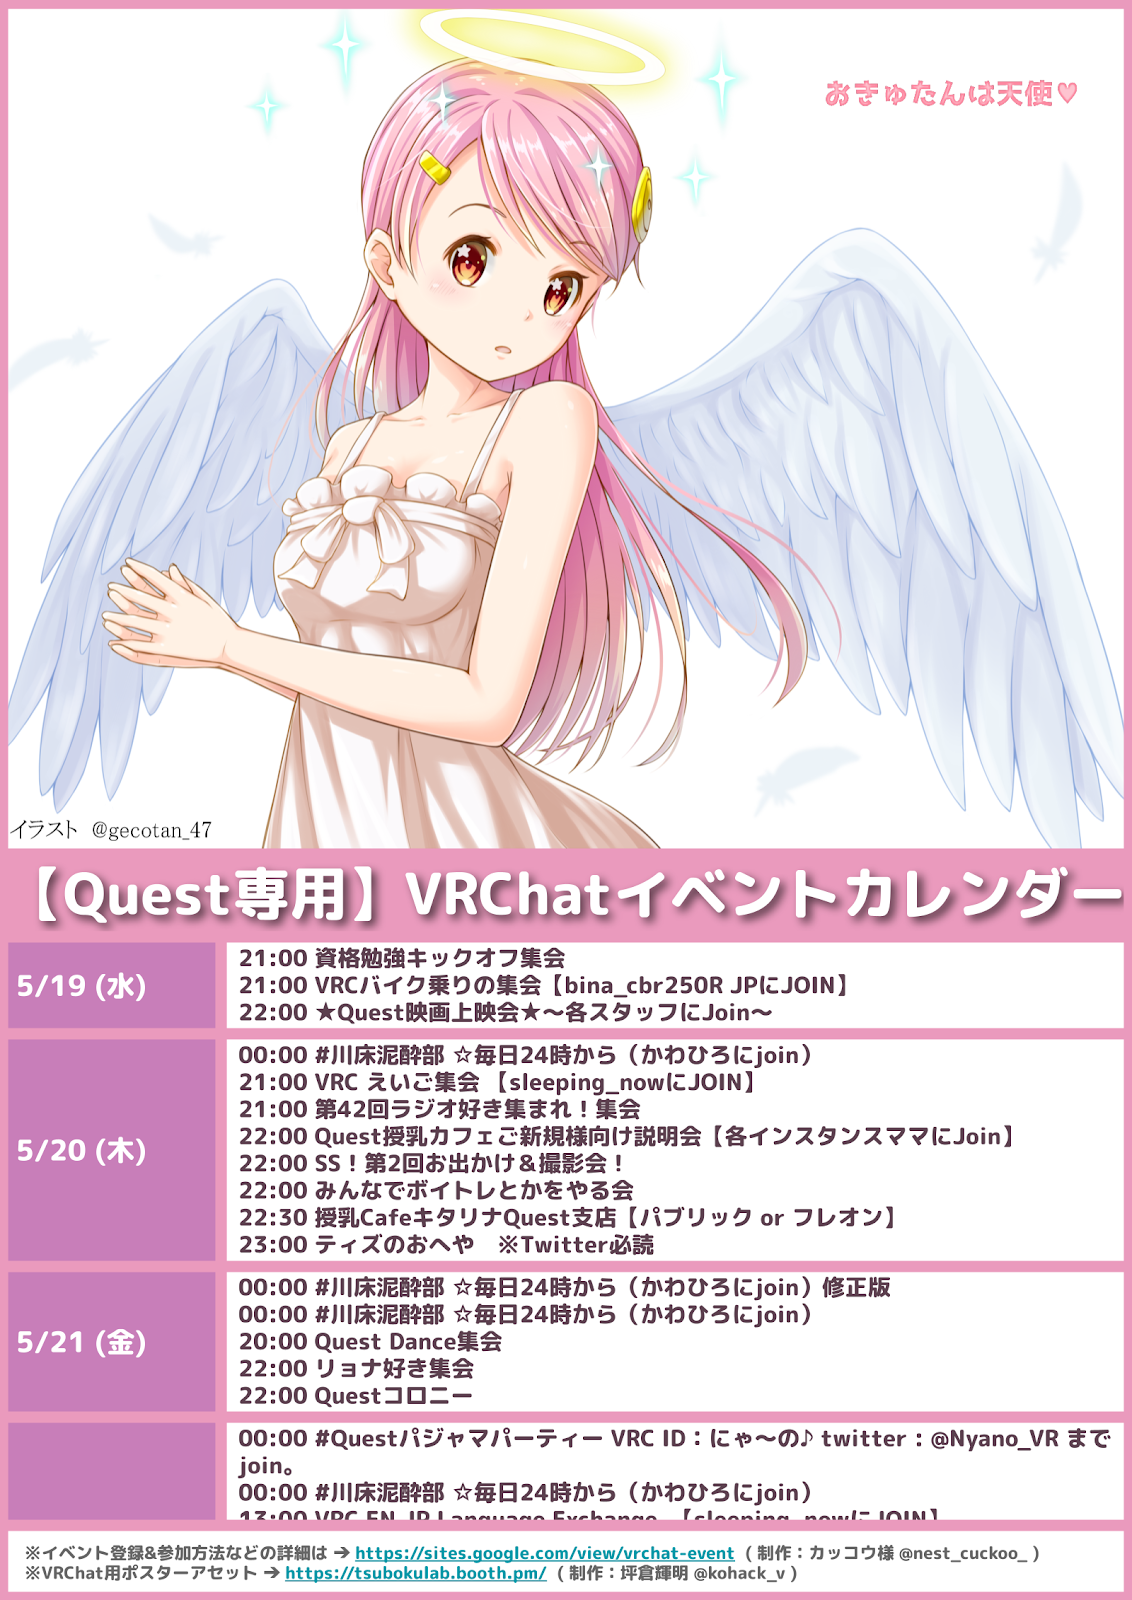 おきゅたんは天使♥
イラスト @gecotan_47
【Quest専用】VRChatイベントカレンダー
5/19 (水)
21:00 資格勉強キックオフ集会
21:00 VRCバイク乗りの集会【bina_cbr250R JPにJOIN】
22:00 ★Quest映画上映会★～各スタッフにJoin～
5/20 (木)
00:00 #川床泥酔部 ☆毎日24時から（かわひろにjoin）
21:00 VRC えいご集会 【sleeping_nowにJOIN】
21:00 第42回ラジオ好き集まれ！集会
22:00 Quest授乳カフェご新規様向け説明会【各インスタンスママにJoin】
22:00 SS！第2回お出かけ＆撮影会！
22:00 みんなでボイトレとかをやる会
22:30 授乳CafeキタリナQuest支店【パブリック or フレオン】
23:00 ティズのおへや　※Twitter必読
5/21 (金)
00:00 #川床泥酔部 ☆毎日24時から（かわひろにjoin）修正版
00:00 #川床泥酔部 ☆毎日24時から（かわひろにjoin）
20:00 Quest Dance集会
22:00 リョナ好き集会
22:00 Questコロニー
00:00 #Questパジャマパーティー VRC ID：にゃ～の♪ twitter : @Nyano_VR まで
join。
00:00 #川床泥酔部 ☆毎日24時から（かわひろにjoin）
13:00 VRC EN-JP Language Exchange 【sleeping_nowにJOIN】
※イベント登録&参加方法などの詳細は → https://sites.google.com/view/vrchat-event ( 制作：カッコウ様 @nest_cuckoo_ )
※VRChat用ポスターアセット → https://tsubokulab.booth.pm/ ( 制作：坪倉輝明 @kohack_v )